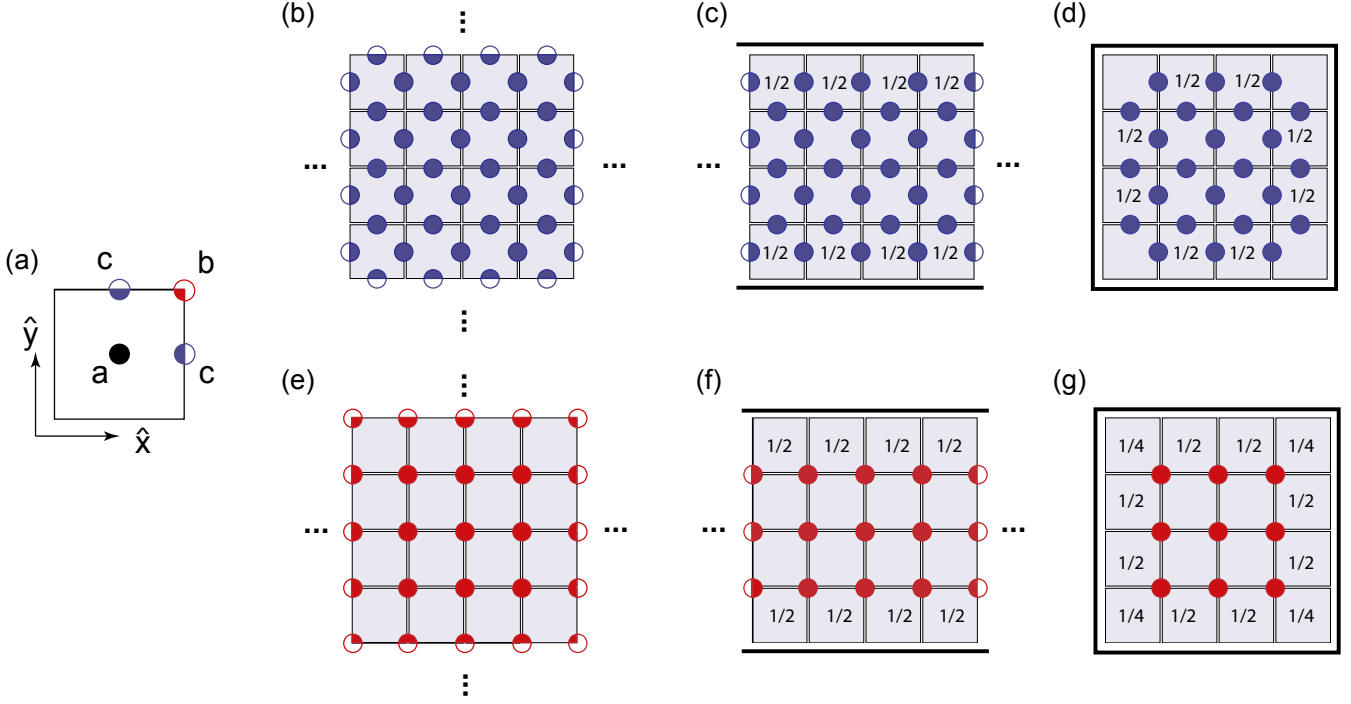 (b)
(c)
(d)
1/2 1/2 1/2 1/2
1/2 1/2
1/2 1/2
1/2 1/2
1/2 1/2 1/2 1/2
1/2 1/2
... ...
... ...
(a)
c b
ŷ
a c
x̂
(e)
(f)
(g)
1/2 1/2 1/2 1/2
1/4 1/2 1/2 1/4
1/2 1/2
1/2 1/2
1/2 1/2 1/2 1/2
1/4 1/2 1/2 1/4
... ...
... ...